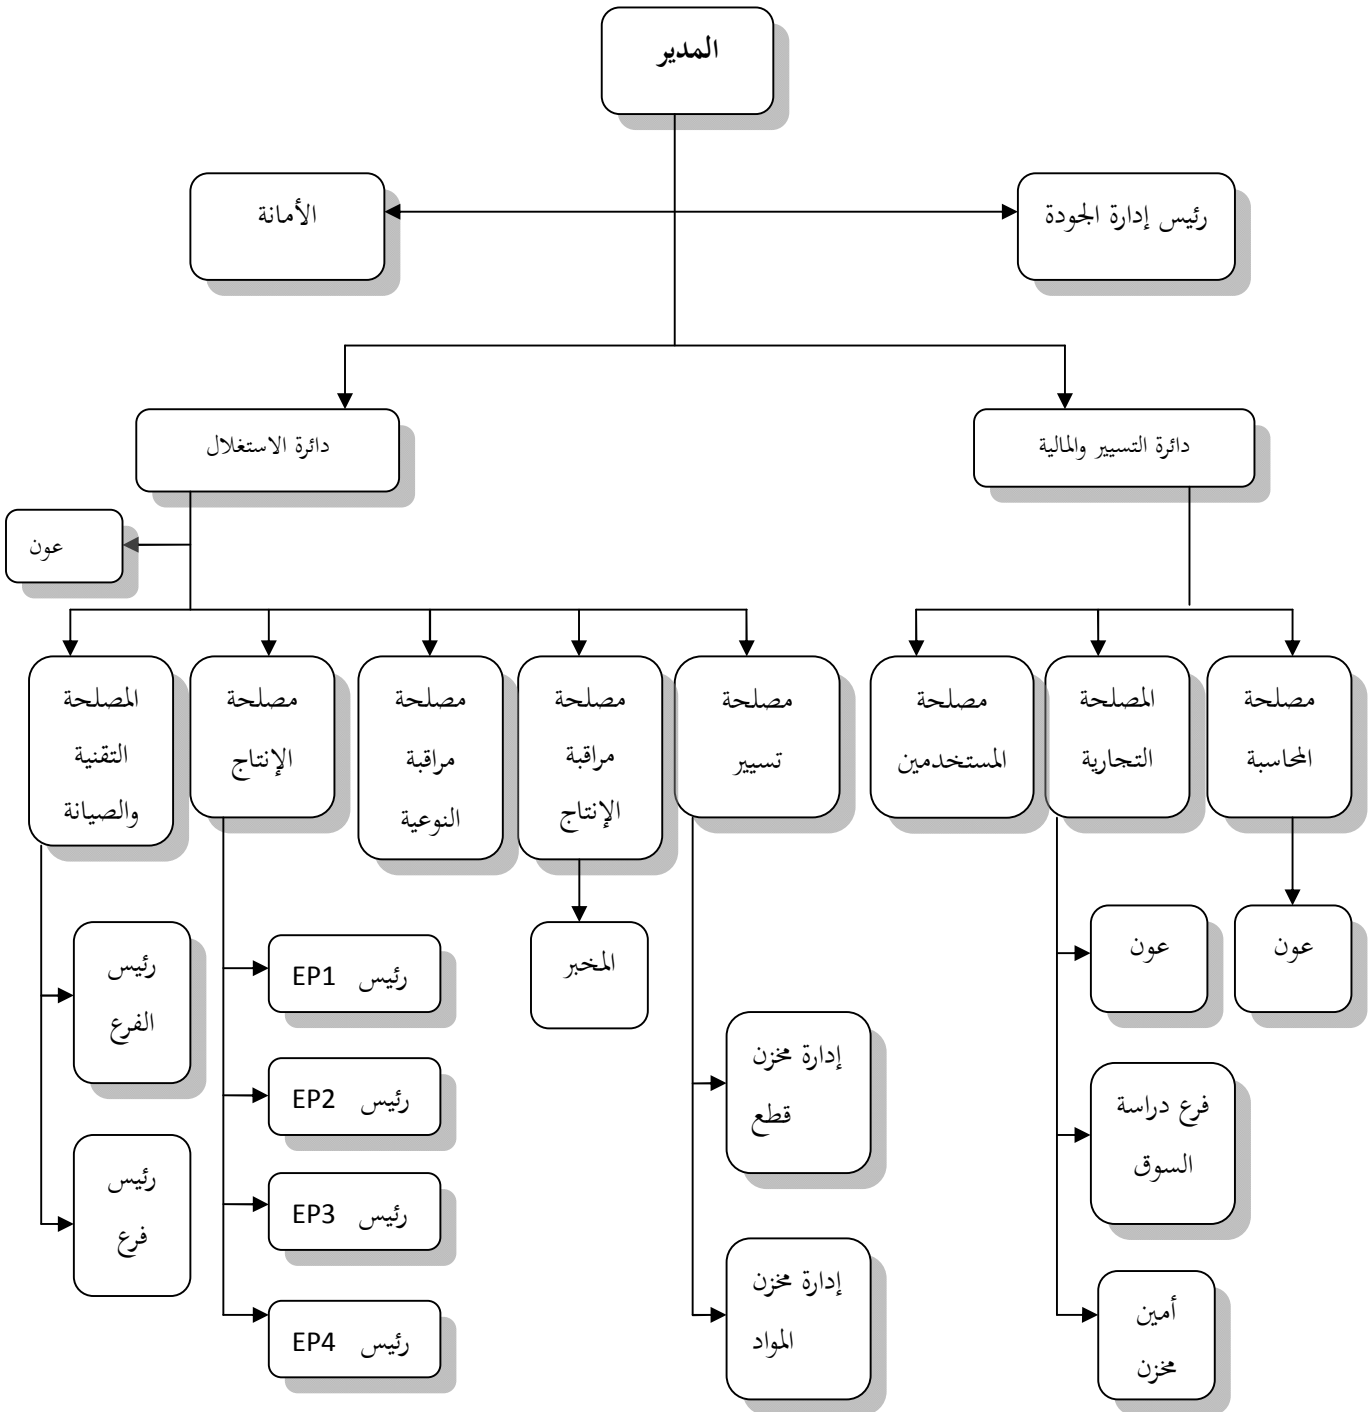 المدير
رئيس إدارة الجودة
الأمانة
دائرة التسيير والمالية
دائرة الاستغلال
عون
مصلحة
المحاسبة
المصلحة
التجارية
مصلحة
المستخدمين
مصلحة
تسيير
مصلحة
مراقبة
الإنتاج
مصلحة
مراقبة
النوعية
مصلحة
الإنتاج
المصلحة
التقنية
والصيانة
عون
عون
فرع دراسة
السوق
أمين
مخزن
إدارة مخزن
قطع
إدارة مخزن
المواد
المخبر
رئيس EP1
رئيس EP2
رئيس EP3
رئيس EP4
رئيس
الفرع
رئيس
فرع